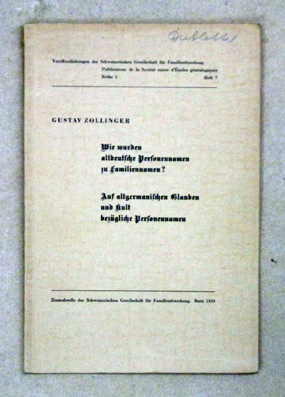 Veröffentlichungen der Schweizerischen Gesellschaft für Familienforschung
Publications de la Société suisse d'Études généalogiques
Reihe 1 Heft 7
GUSTAV ZOLLINGER
Wie wurden
altdeutsche Personennamen
zu Familiennamen?
Auf altgermanischen Glauben
und Kult
bezügliche Personennamen
Zentralstelle der Schweizerischen Gesellschaft für Familienforschung. Bern